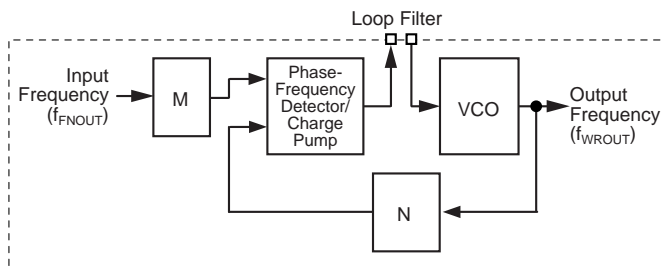 Loop Filter
Input
Frequency
(fFNOUT)
M
Phase-
Frequency
Detector/
Charge
Pump
VCO
Output
Frequency
(fWROUT)
N